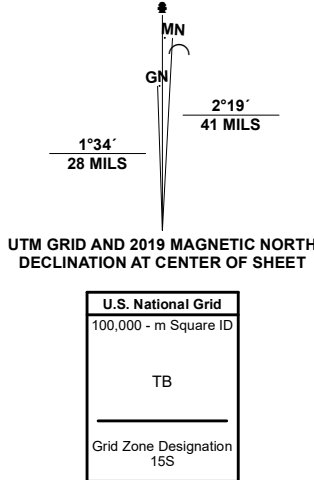 MN
GN
2°19´
41 MILS
1°34´
28 MILS
UTM GRID AND 2019 MAGNETIC NORTH
DECLINATION AT CENTER OF SHEET
U.S. National Grid
100,000 - m Square ID
TB
Grid Zone Designation
15S